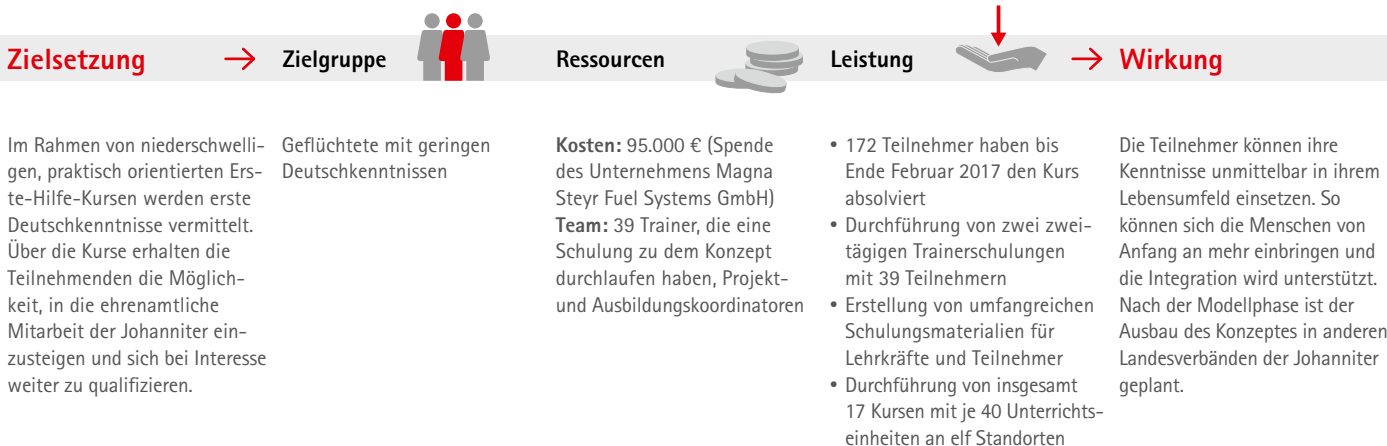 Zielsetzung
Zielgruppe
Ressourcen
Leistung
Wirkung
Im Rahmen von niederschwelli-
gen, praktisch orientierten Ers-
te-Hilfe-Kursen werden erste
Deutschkenntnisse vermittelt.
Über die Kurse erhalten die
Teilnehmenden die Möglich-
keit, in die ehrenamtliche
Mitarbeit der Johanniter ein-
zusteigen und sich bei Interesse
weiter zu qualifizieren.
Geflüchtete mit geringen
Deutschkenntnissen
Kosten: 95.000 € (Spende
des Unternehmens Magna
Steyr Fuel Systems GmbH)
Team: 39 Trainer, die eine
Schulung zu dem Konzept
durchlaufen haben, Projekt-
und Ausbildungskoordinatoren
• 172 Teilnehmer haben bis
Ende Februar 2017 den Kurs
absolviert
• Durchführung von zwei zwei-
tägigen Trainerschulungen
mit 39 Teilnehmern
• Erstellung von umfangreichen
Schulungsmaterialien für
Lehrkräfte und Teilnehmer
• Durchführung von insgesamt
17 Kursen mit je 40 Unterrichts-
einheiten an elf Standorten
Die Teilnehmer können ihre
Kenntnisse unmittelbar in ihrem
Lebensumfeld einsetzen. So
können sich die Menschen von
Anfang an mehr einbringen und
die Integration wird unterstützt.
Nach der Modellphase ist der
Ausbau des Konzeptes in anderen
Landesverbänden der Johanniter
geplant.